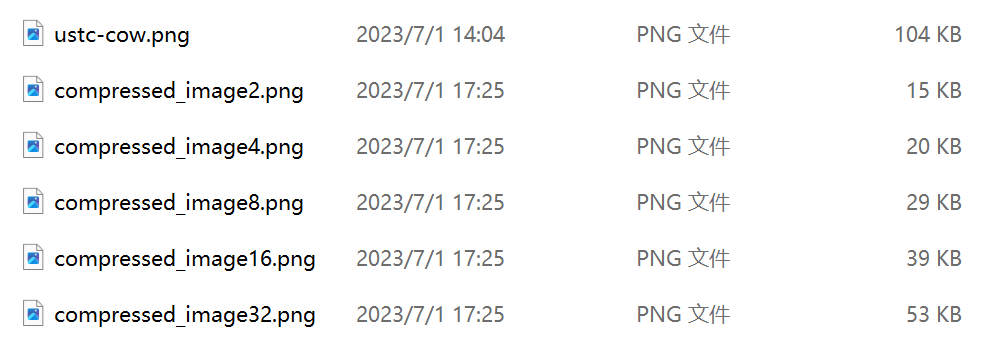 ustc-cow.png 2023/7/1 14:04 PNG 文件 104 KB
compressed_image2.png 2023/7/1 17:25 PNG 文件 15 KB
compressed_image4.png 2023/7/1 17:25 PNG 文件 20 KB
compressed_image8.png 2023/7/1 17:25 PNG 文件 29 KB
compressed_image16.png 2023/7/1 17:25 PNG 文件 39 KB
compressed_image32.png 2023/7/1 17:25 PNG 文件 53 KB